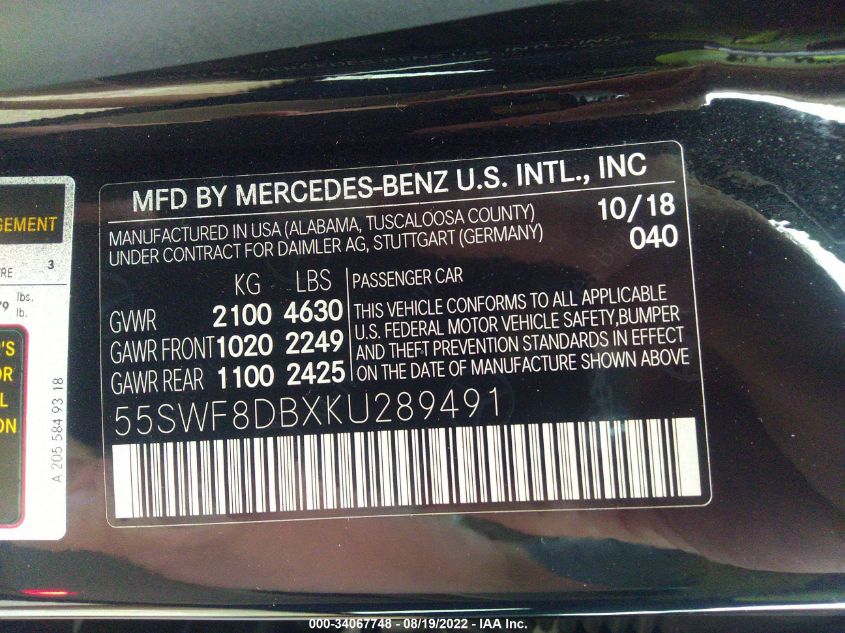 MFD BY MERCEDES-BENZ U.S. INTL., INC
MANUFACTURED IN USA (ALABAMA, TUSCALOOSA COUNTY)
UNDER CONTRACT FOR DAIMLER AG, STUTTGART (GERMANY)
10/18
040
KG LBS
GVWR 2100 4630
GAWR FRONT 1020 2249
GAWR REAR 1100 2425
PASSENGER CAR
THIS VEHICLE CONFORMS TO ALL APPLICABLE
U.S. FEDERAL MOTOR VEHICLE SAFETY, BUMPER
AND THEFT PREVENTION STANDARDS IN EFFECT
ON THE DATE OF MANUFACTURE SHOWN ABOVE
55SWF8DBXKU289491
3
lbs.
lb.
A 205 584 93 18
000-34067748 - 08/19/2022 - IAA Inc.